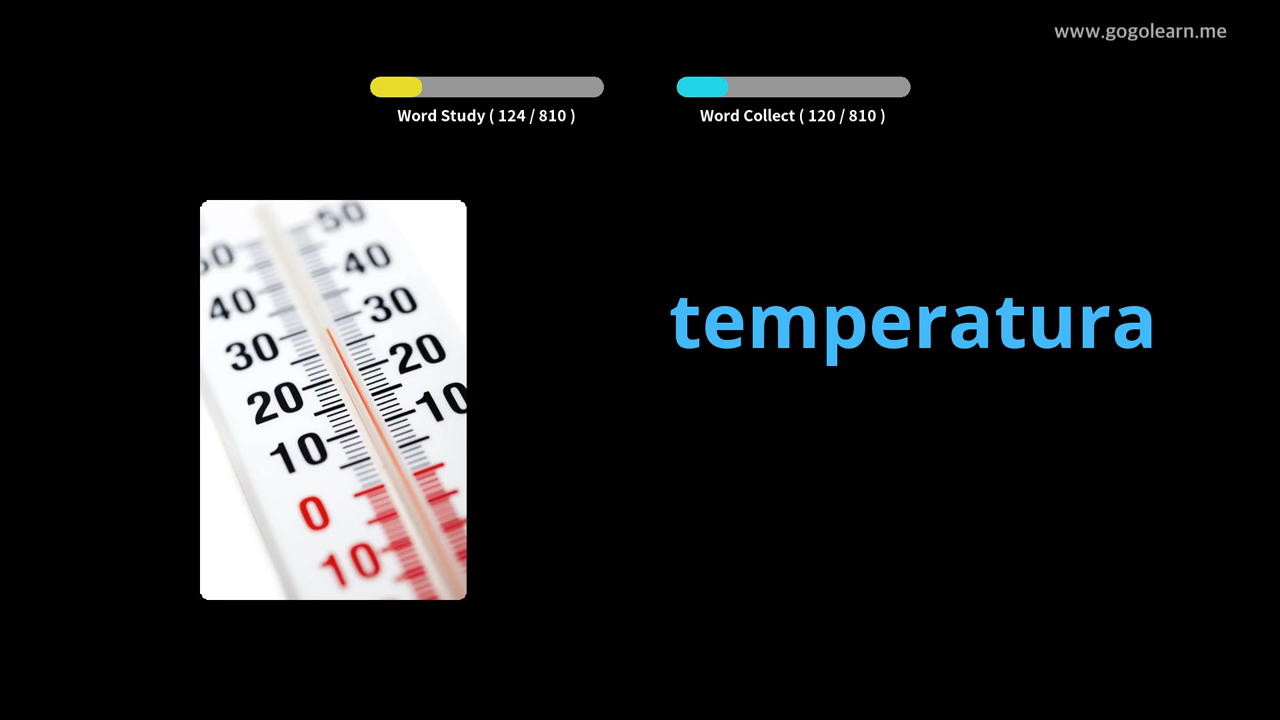 www.gogolearn.me
Word Study ( 124 / 810 )
Word Collect ( 120 / 810 )
temperatura
50
40 40
30 30
20 20
10 10
0
10